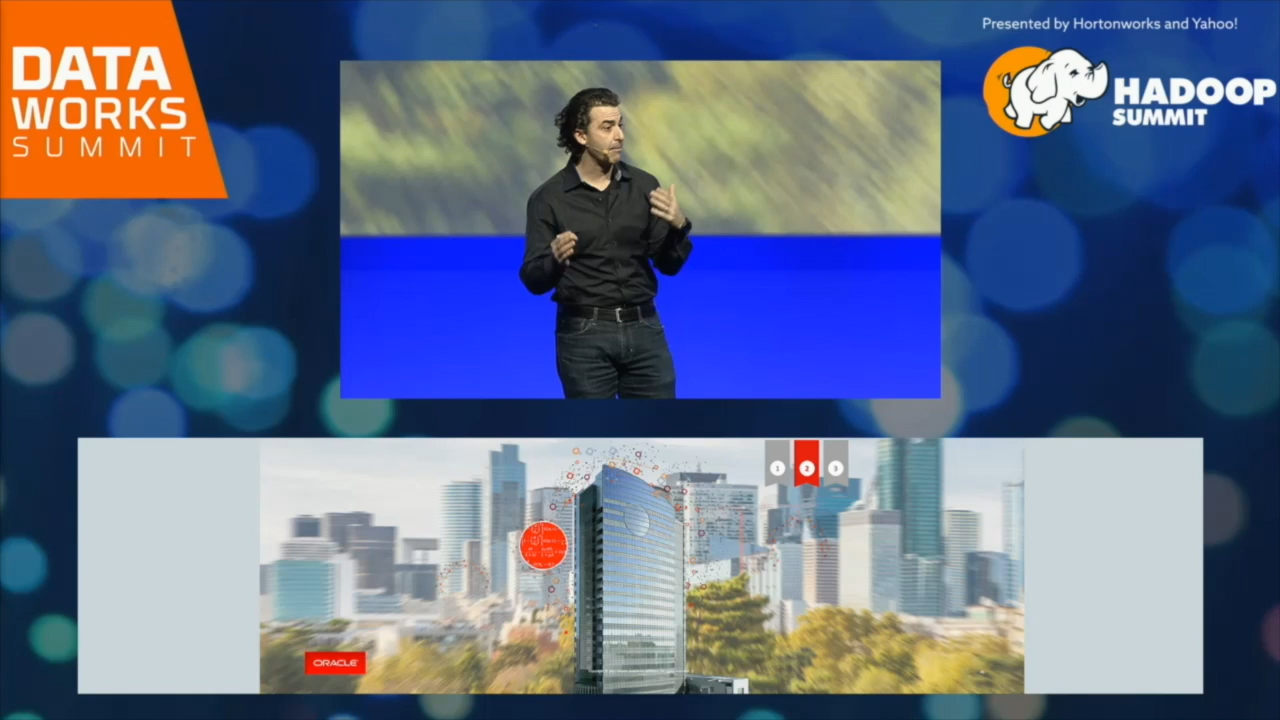 DATA
WORKS
SUMMIT
Presented by Hortonworks and Yahoo!
HADOOP
SUMMIT
1
2
3
ORACLE